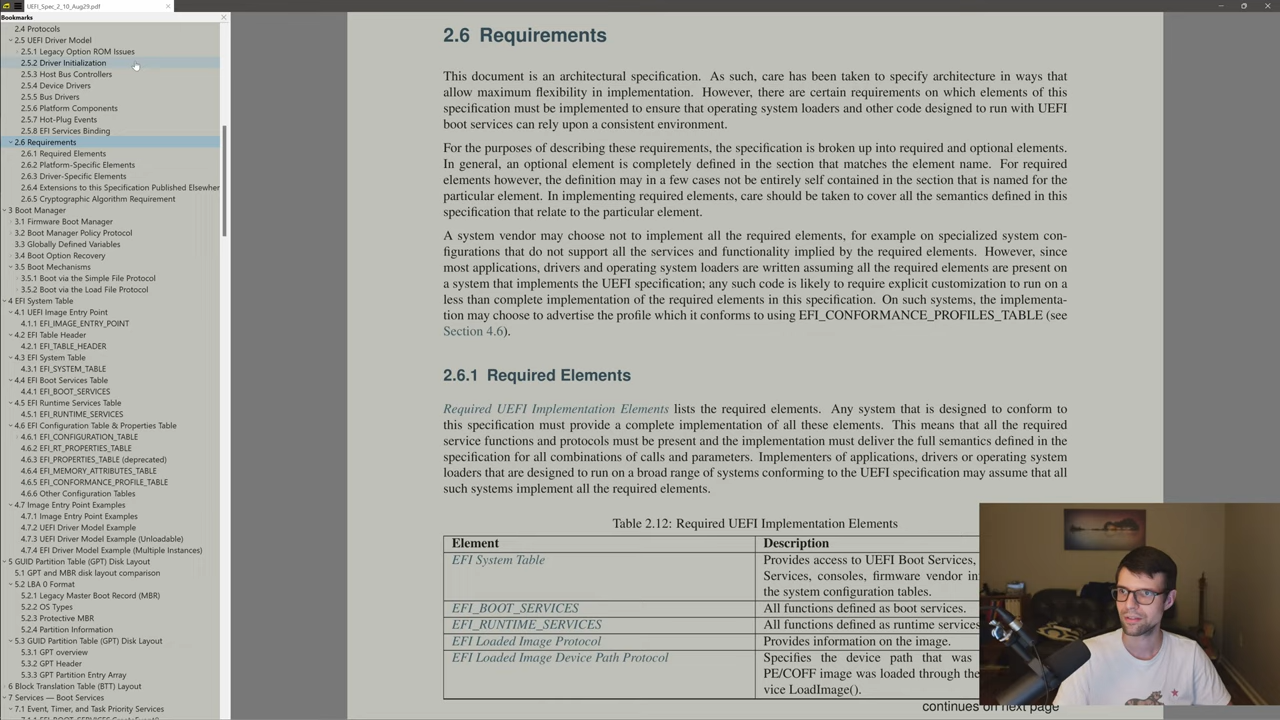 UEFI_Spec_2_10_Aug29.pdf
Bookmarks
2.4 Protocols
2.5 UEFI Driver Model
2.5.1 Legacy Option ROM Issues
2.5.2 Driver Initialization
2.5.3 Host Bus Controllers
2.5.4 Device Drivers
2.5.5 Bus Drivers
2.5.6 Platform Components
2.5.7 Hot-Plug Events
2.5.8 EFI Services Binding
2.6 Requirements
2.6.1 Required Elements
2.6.2 Platform-Specific Elements
2.6.3 Driver-Specific Elements
2.6.4 Extensions to this Specification Published Elsewher
2.6.5 Cryptographic Algorithm Requirement
3 Boot Manager
3.1 Firmware Boot Manager
3.2 Boot Manager Policy Protocol
3.3 Globally Defined Variables
3.4 Boot Option Recovery
3.5 Boot Mechanisms
3.5.1 Boot via the Simple File Protocol
3.5.2 Boot via the Load File Protocol
4 EFI System Table
4.1 UEFI Image Entry Point
4.1.1 EFI_IMAGE_ENTRY_POINT
4.2 EFI Table Header
4.2.1 EFI_TABLE_HEADER
4.3 EFI System Table
4.3.1 EFI_SYSTEM_TABLE
4.4 EFI Boot Services Table
4.4.1 EFI_BOOT_SERVICES
4.5 EFI Runtime Services Table
4.5.1 EFI_RUNTIME_SERVICES
4.6 EFI Configuration Table & Properties Table
4.6.1 EFI_CONFIGURATION_TABLE
4.6.2 EFI_RT_PROPERTIES_TABLE
4.6.3 EFI_PROPERTIES_TABLE (deprecated)
4.6.4 EFI_MEMORY_ATTRIBUTES_TABLE
4.6.5 EFI_CONFORMANCE_PROFILE_TABLE
4.6.6 Other Configuration Tables
4.7 Image Entry Point Examples
4.7.1 Image Entry Point Examples
4.7.2 UEFI Driver Model Example
4.7.3 UEFI Driver Model Example (Unloadable)
4.7.4 EFI Driver Model Example (Multiple Instances)
5 GUID Partition Table (GPT) Disk Layout
5.1 GPT and MBR disk layout comparison
5.2 LBA 0 Format
5.2.1 Legacy Master Boot Record (MBR)
5.2.2 OS Types
5.2.3 Protective MBR
5.2.4 Partition Information
5.3 GUID Partition Table (GPT) Disk Layout
5.3.1 GPT overview
5.3.2 GPT Header
5.3.3 GPT Partition Entry Array
6 Block Translation Table (BTT) Layout
7 Services — Boot Services
7.1 Event, Timer, and Task Priority Services
2.6 Requirements
This document is an architectural specification. As such, care has been taken to specify architecture in ways that
allow maximum flexibility in implementation. However, there are certain requirements on which elements of this
specification must be implemented to ensure that operating system loaders and other code designed to run with UEFI
boot services can rely upon a consistent environment.
For the purposes of describing these requirements, the specification is broken up into required and optional elements.
In general, an optional element is completely defined in the section that matches the element name. For required
elements however, the definition may in a few cases not be entirely self contained in the section that is named for the
particular element. In implementing required elements, care should be taken to cover all the semantics defined in this
specification that relate to the particular element.
A system vendor may choose not to implement all the required elements, for example on specialized system con-
figurations that do not support all the services and functionality implied by the required elements. However, since
most applications, drivers and operating system loaders are written assuming all the required elements are present on
a system that implements the UEFI specification; any such code is likely to require explicit customization to run on a
less than complete implementation of the required elements in this specification. On such systems, the implementa-
tion may choose to advertise the profile which it conforms to using EFI_CONFORMANCE_PROFILES_TABLE (see
Section 4.6).
2.6.1 Required Elements
Required UEFI Implementation Elements lists the required elements. Any system that is designed to conform to
this specification must provide a complete implementation of all these elements. This means that all the required
service functions and protocols must be present and the implementation must deliver the full semantics defined in the
specification for all combinations of calls and parameters. Implementers of applications, drivers or operating system
loaders that are designed to run on a broad range of systems conforming to the UEFI specification may assume that all
such systems implement all the required elements.
Table 2.12: Required UEFI Implementation Elements
Element Description
EFI System Table Provides access to UEFI Boot Services,
Services, consoles, firmware vendor in
the system configuration tables.
EFI_BOOT_SERVICES All functions defined as boot services.
EFI_RUNTIME_SERVICES All functions defined as runtime services
EFI Loaded Image Protocol Provides information on the image.
EFI Loaded Image Device Path Protocol Specifies the device path that was
PE/COFF image was loaded through the
vice LoadImage().
continues on next page